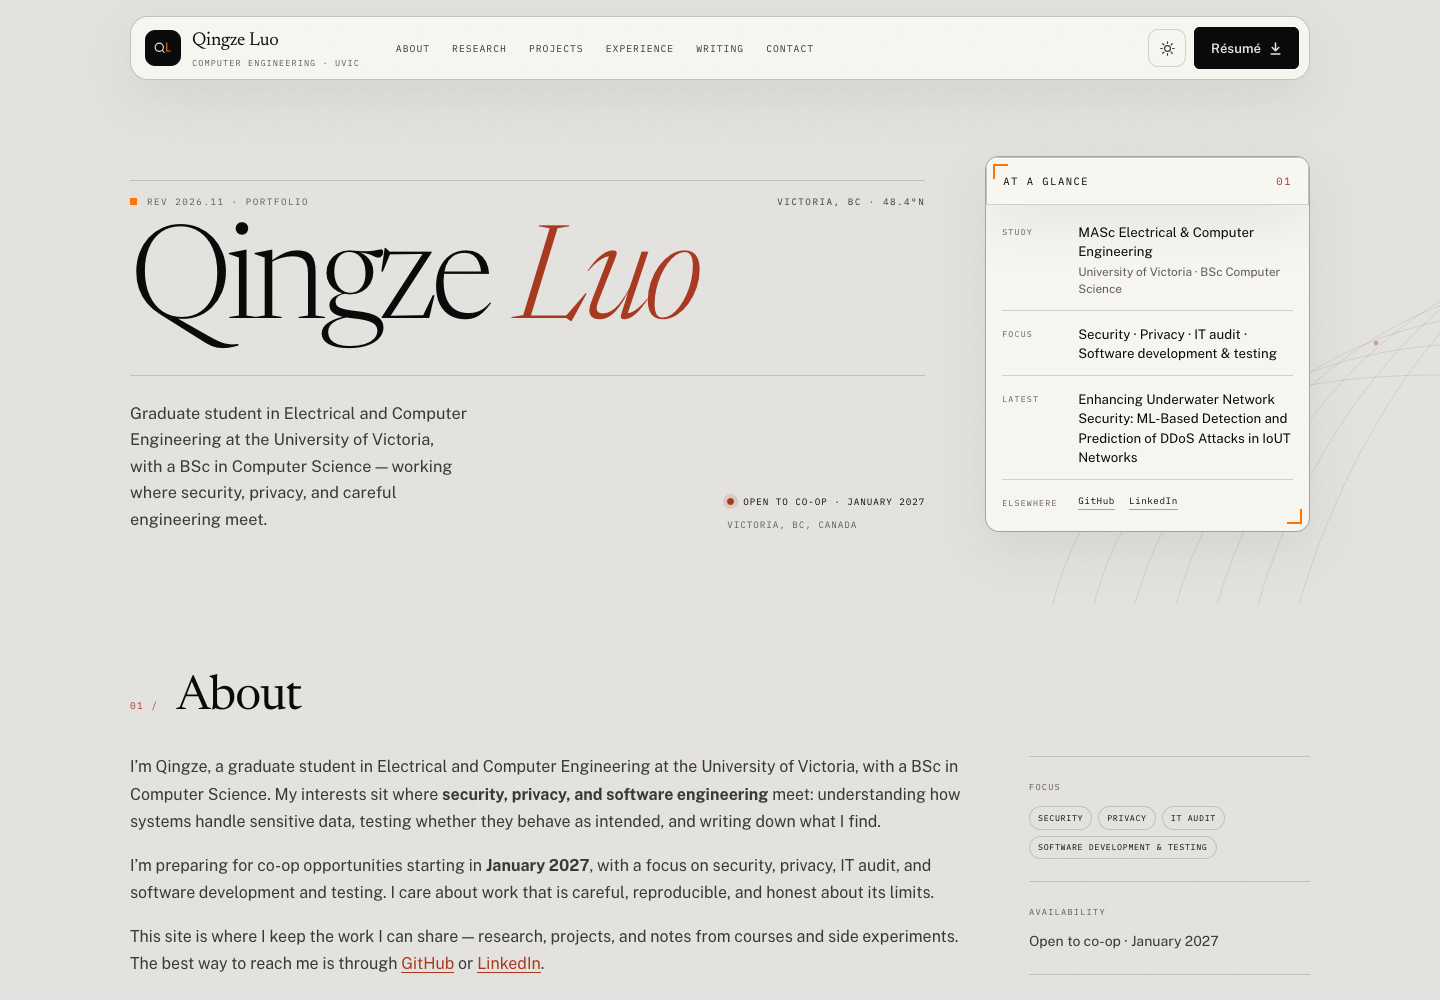 QL
Qingze Luo
COMPUTER ENGINEERING · UVIC
ABOUT
RESEARCH
PROJECTS
EXPERIENCE
WRITING
CONTACT
Résumé
REV 2026.11 · PORTFOLIO
VICTORIA, BC · 48.4°N
Qingze Luo
Graduate student in Electrical and Computer
Engineering at the University of Victoria,
with a BSc in Computer Science — working
where security, privacy, and careful
engineering meet.
OPEN TO CO-OP · JANUARY 2027
VICTORIA, BC, CANADA
AT A GLANCE
01
STUDY
MASc Electrical & Computer
Engineering
University of Victoria · BSc Computer
Science
FOCUS
Security · Privacy · IT audit ·
Software development & testing
LATEST
Enhancing Underwater Network
Security: ML-Based Detection and
Prediction of DDoS Attacks in IoUT
Networks
ELSEWHERE
GitHub
LinkedIn
01 /
About
I’m Qingze, a graduate student in Electrical and Computer Engineering at the University of Victoria, with a BSc in
Computer Science. My interests sit where security, privacy, and software engineering meet: understanding how
systems handle sensitive data, testing whether they behave as intended, and writing down what I find.
I’m preparing for co-op opportunities starting in January 2027, with a focus on security, privacy, IT audit, and
software development and testing. I care about work that is careful, reproducible, and honest about its limits.
This site is where I keep the work I can share — research, projects, and notes from courses and side experiments.
The best way to reach me is through GitHub or LinkedIn.
FOCUS
SECURITY
PRIVACY
IT AUDIT
SOFTWARE DEVELOPMENT & TESTING
AVAILABILITY
Open to co-op · January 2027